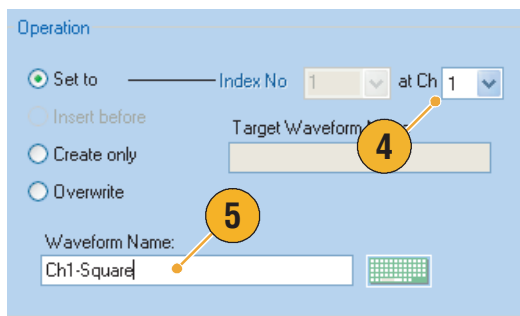 Operation
Set to Index No 1 at Ch 1
Insert before
Target Waveform
4
Create only
Overwrite
5
Waveform Name:
Ch1-Square